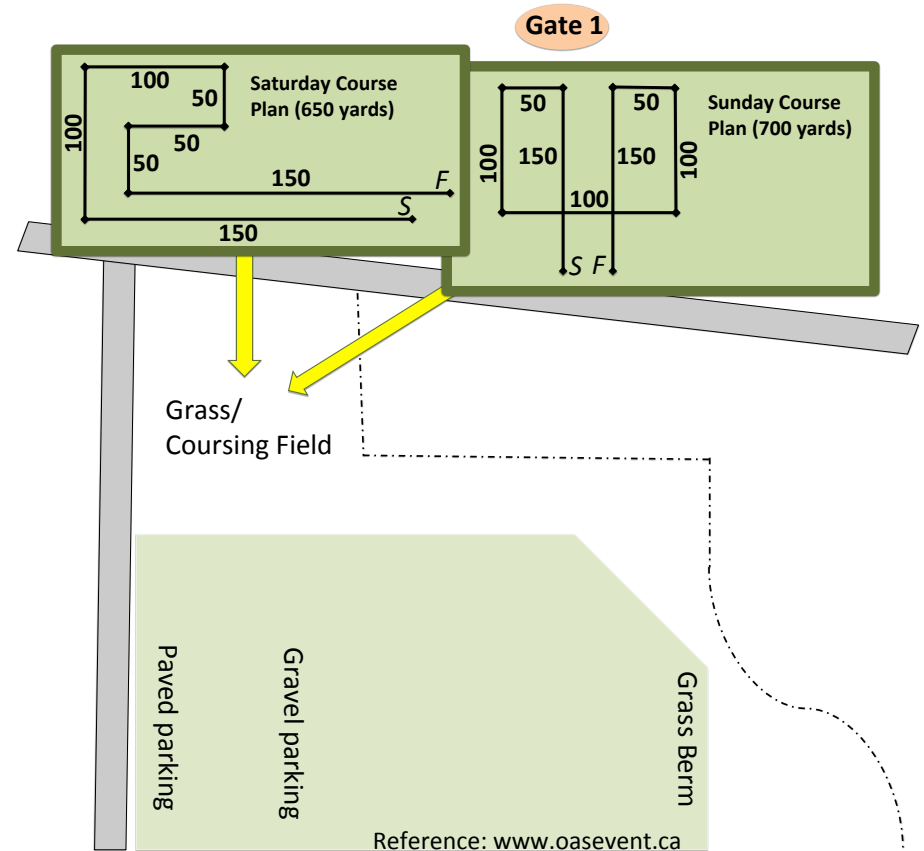 Gate 1
Saturday Course
Plan (650 yards)
100
50
100
50
50
150
F
S
150
Sunday Course
Plan (700 yards)
50
50
100
150
150
100
100
S F
Grass/
Coursing Field
Paved parking
Gravel parking
Grass Berm
Reference: www.oasevent.ca